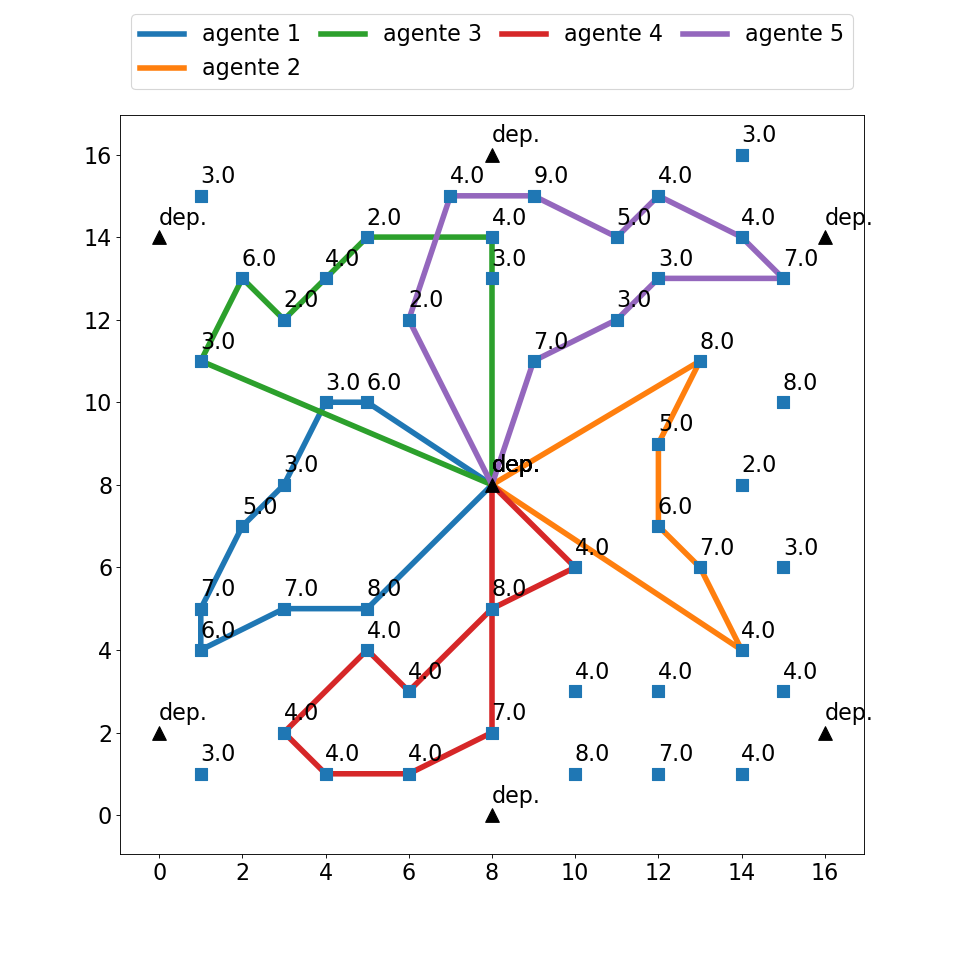 agente 1 agente 3 agente 4 agente 5
agente 2
dep. 3.0
16
3.0 4.0 9.0 4.0
dep. 2.0 4.0 5.0 4.0 dep.
14
6.0 4.0 3.0 3.0 7.0
2.0 2.0 3.0
12
3.0 7.0 8.0
3.0 6.0 8.0
10
5.0
3.0 dep. dep. 2.0
8
5.0 6.0
4.0 7.0 3.0
6
7.0 7.0 8.0 8.0
6.0 4.0 4.0
4
4.0 4.0 4.0 4.0
dep. 4.0 7.0 dep.
2
3.0 4.0 4.0 8.0 7.0 4.0
dep.
0
0 2 4 6 8 10 12 14 16